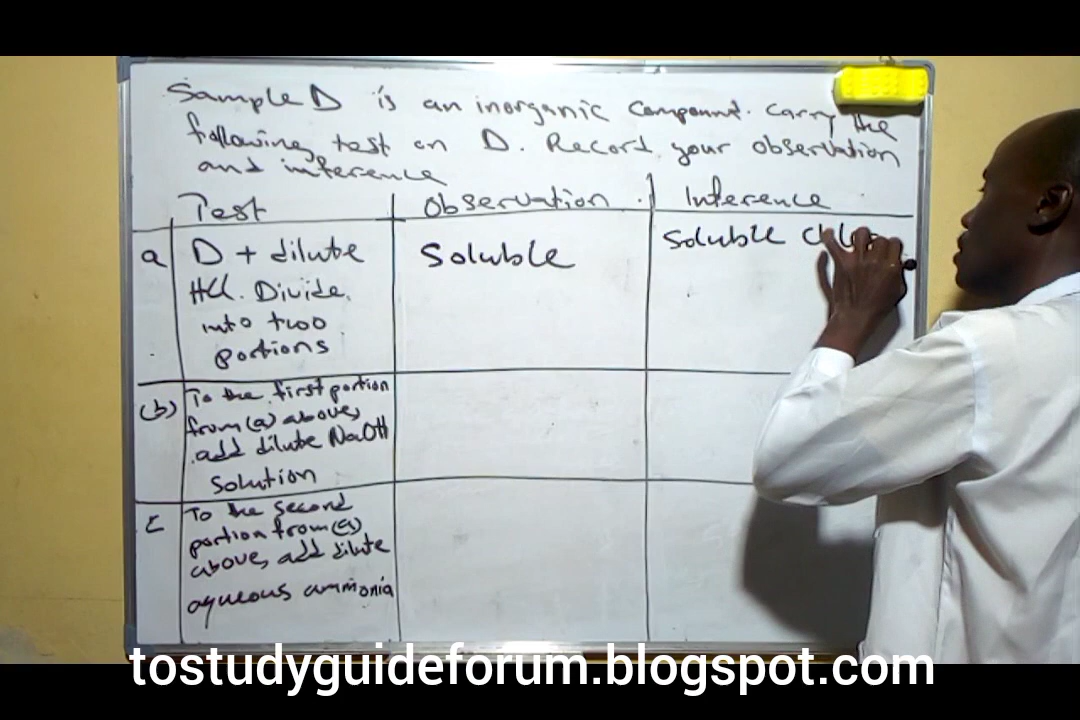 Sample D is an inorganic compound. Carry the
following test on D. Record your observation
and inference
Test Observation Inference
a D + dilute
HCl. Divide
into two
portions
Soluble
Soluble
(b) To the first portion
from (a) above,
add dilute NaOH
Solution
c To the second
portion from (a)
above, add dilute
aqueous ammonia
tostudyguideforum.blogspot.com